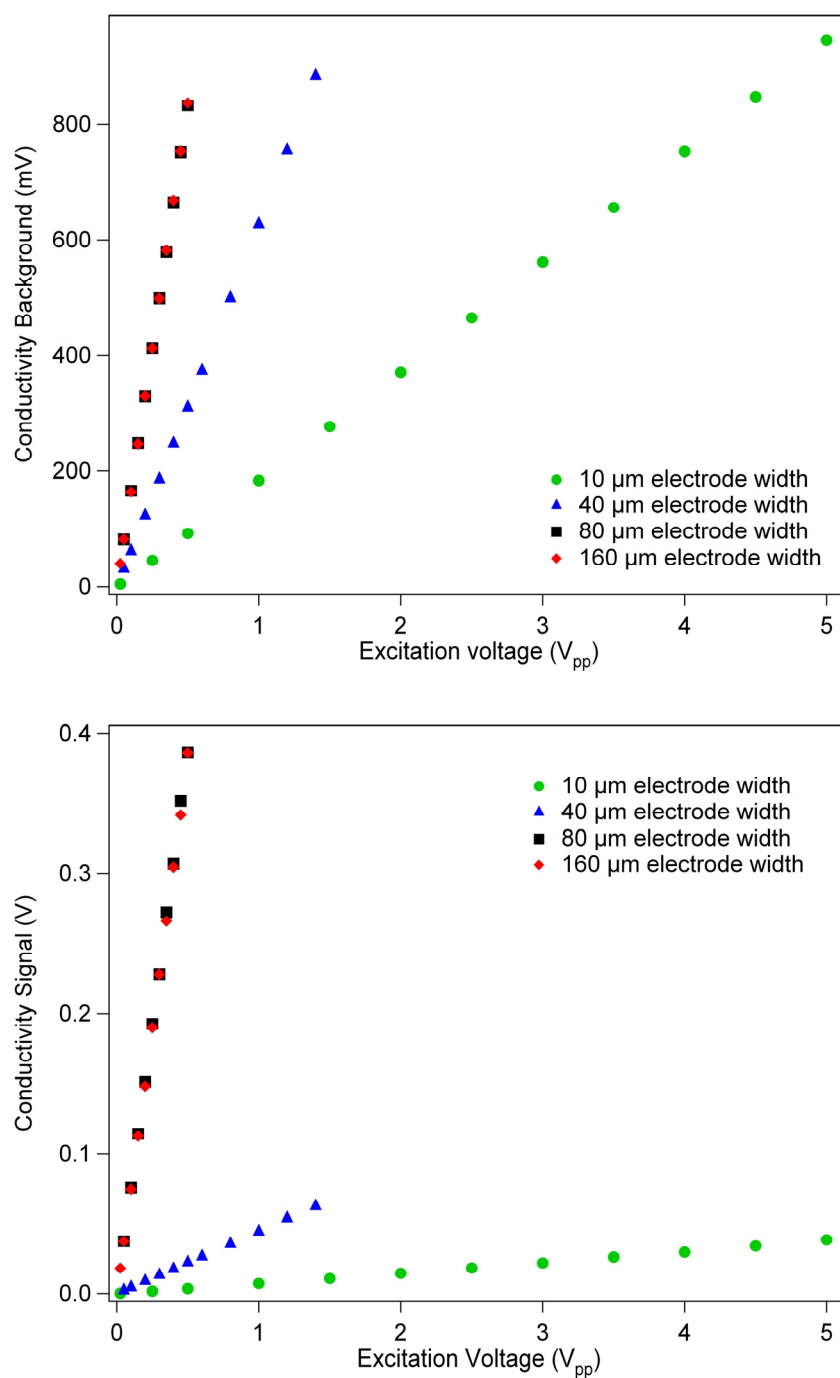 Conductivity Background (mV)
800
600
400
200
0
10 µm electrode width
40 µm electrode width
80 µm electrode width
160 µm electrode width
0 1 2 3 4 5
Excitation voltage (Vpp)
Conductivity Signal (V)
0.4
0.3
0.2
0.1
0.0
10 µm electrode width
40 µm electrode width
80 µm electrode width
160 µm electrode width
0 1 2 3 4 5
Excitation Voltage (Vpp)